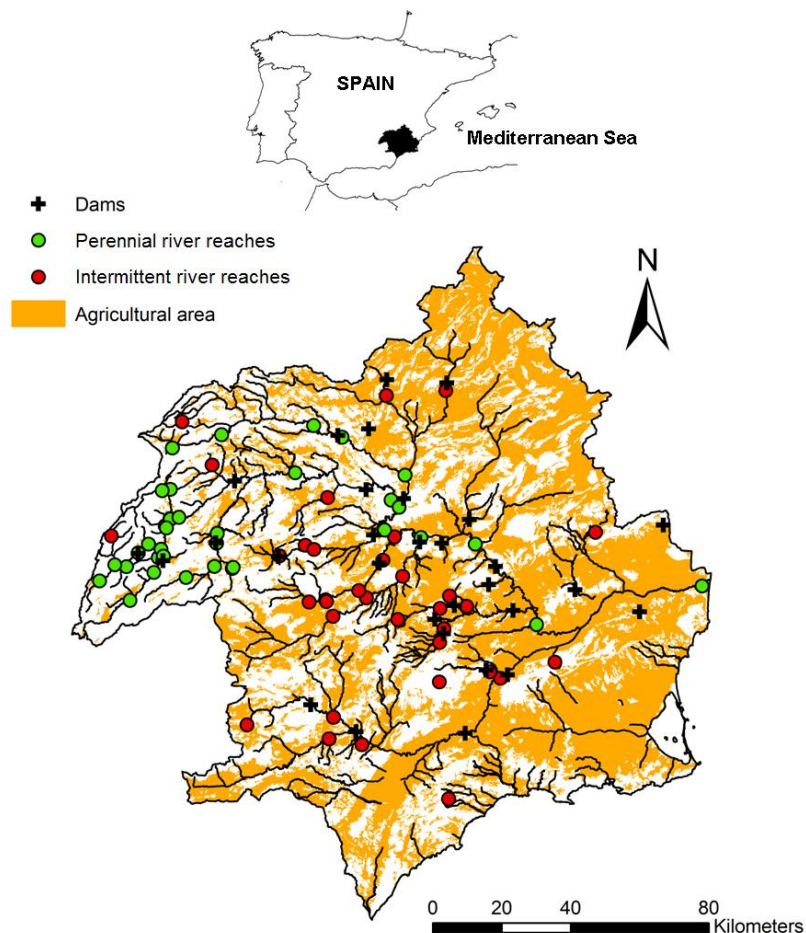 SPAIN
Mediterranean Sea
Dams
Perennial river reaches
Intermittent river reaches
Agricultural area
N
0 20 40 80
Kilometers